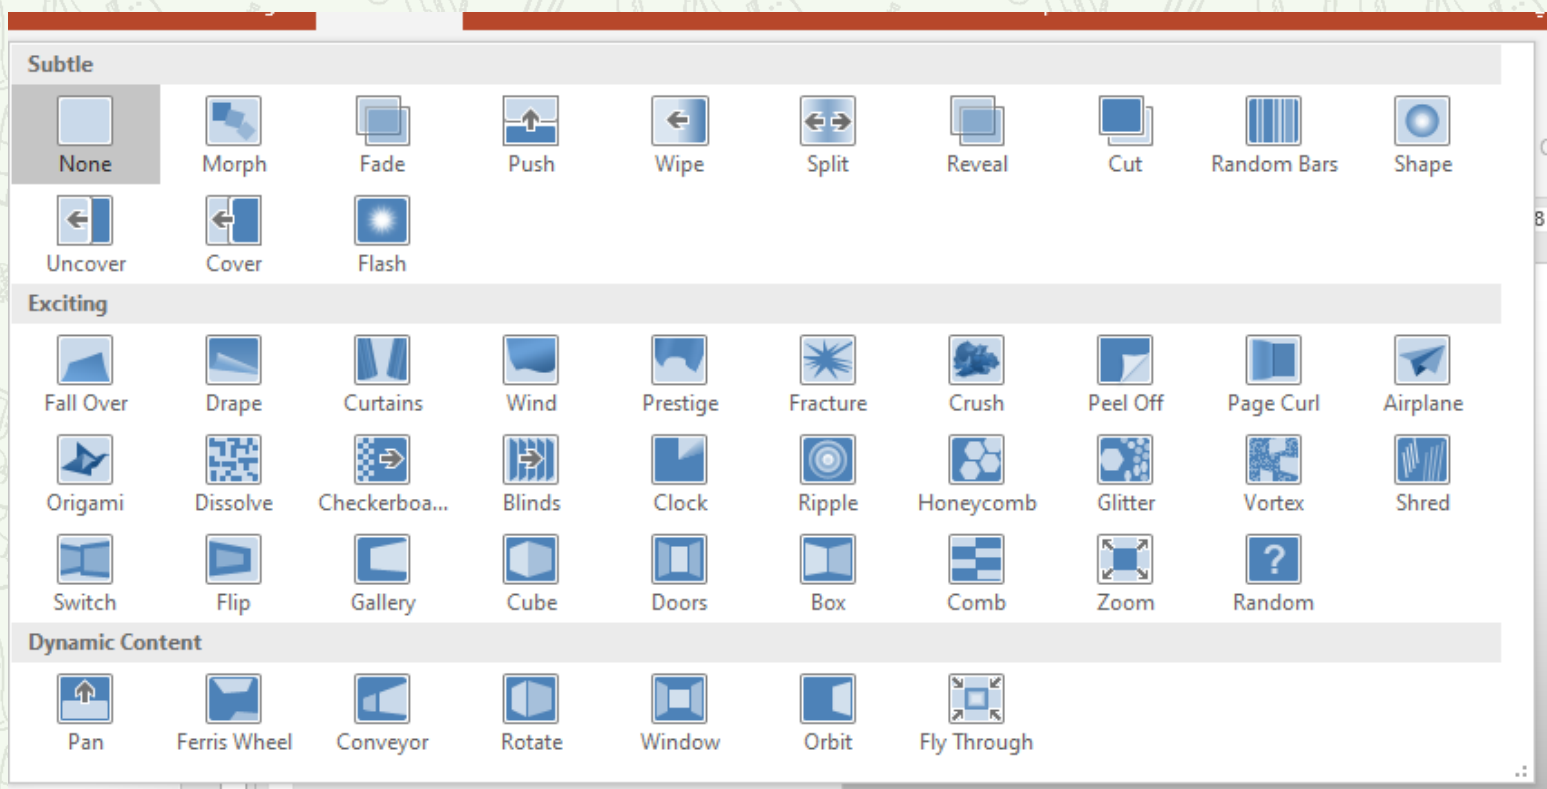 Subtle
None Morph Fade Push Wipe Split Reveal Cut Random Bars Shape
Uncover Cover Flash
Exciting
Fall Over Drape Curtains Wind Prestige Fracture Crush Peel Off Page Curl Airplane
Origami Dissolve Checkerboa... Blinds Clock Ripple Honeycomb Glitter Vortex Shred
Switch Flip Gallery Cube Doors Box Comb Zoom ? Random
Dynamic Content
Pan Ferris Wheel Conveyor Rotate Window Orbit Fly Through